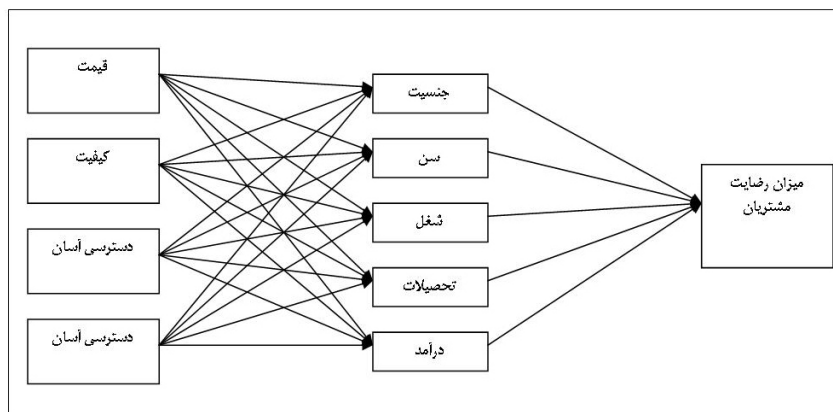 قیمت
کیفیت
دسترسی آسان
دسترسی آسان
جنسیت
سن
شغل
تحصیلات
درآمد
میزان رضایت
مشتریان